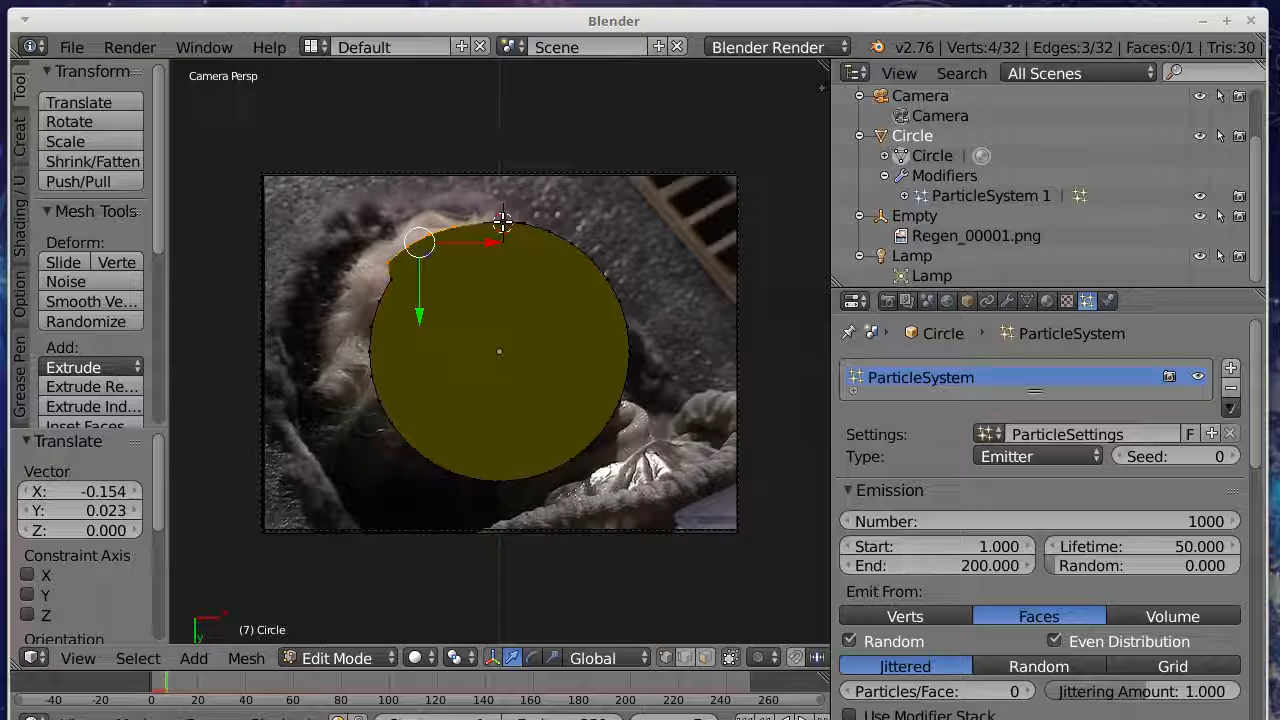 Blender
File Render Window Help Default Scene Blender Render v2.76 | Verts:4/32 | Edges:3/32 | Faces:0/1 | Tris:30 |
Tool
Creat
Shading / U
Option
Grease Pen
Transform
Translate
Rotate
Scale
Shrink/Fatten
Push/Pull
Mesh Tools
Deform:
Slide Verte
Noise
Smooth Ve...
Randomize
Add:
Extrude
Extrude Re...
Extrude Ind...
Inset Faces
Translate
Vector
X: -0.154
Y: 0.023
Z: 0.000
Constraint Axis
X
Y
Z
Orientation
Camera Persp
x
y
(7) Circle
View Select Add Mesh Edit Mode Global
-40 -20 0 20 40 60 80 100 120 140 160 180 200 220 240 260
View Search All Scenes
Camera
Camera
Circle
Circle |
Modifiers
ParticleSystem 1 |
Empty
Regen_00001.png
Lamp
Lamp
Circle ParticleSystem
ParticleSystem
Settings: ParticleSettings F
Type: Emitter Seed: 0
Emission
Number: 1000
Start: 1.000 Lifetime: 50.000
End: 200.000 Random: 0.000
Emit From:
Verts Faces Volume
Random Even Distribution
Jittered Random Grid
Particles/Face: 0 Jittering Amount: 1.000
Use Modifier Stack